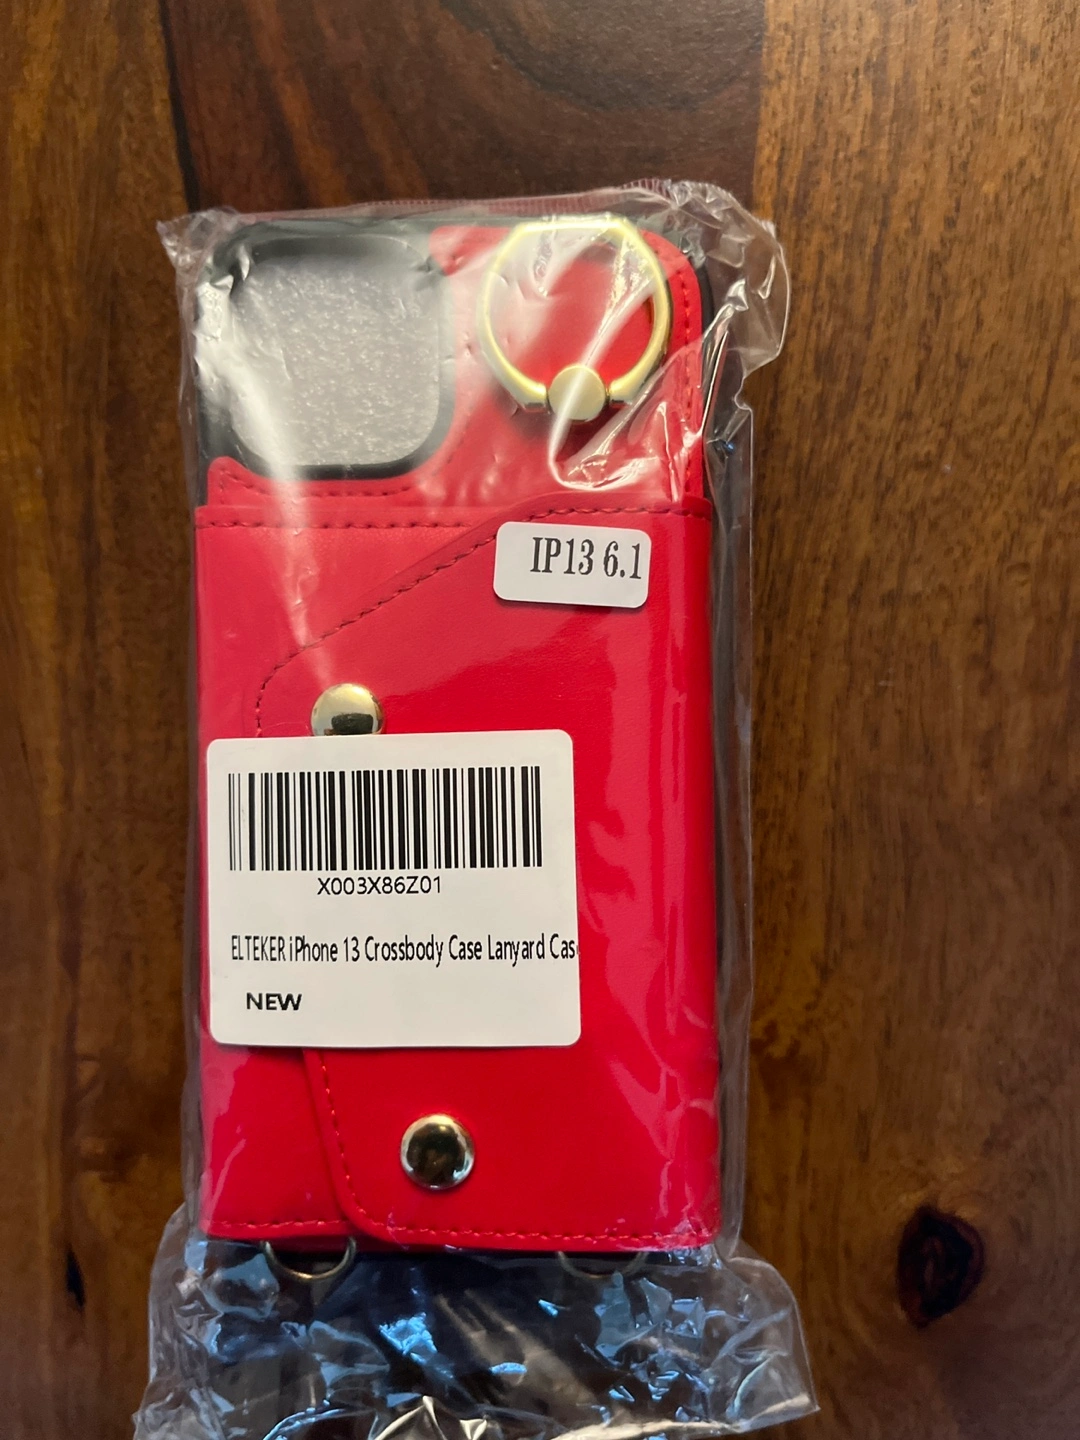 IP13 6.1
X003X86Z01
ELTEKER iPhone 13 Crossbody Case Lanyard Cas
NEW